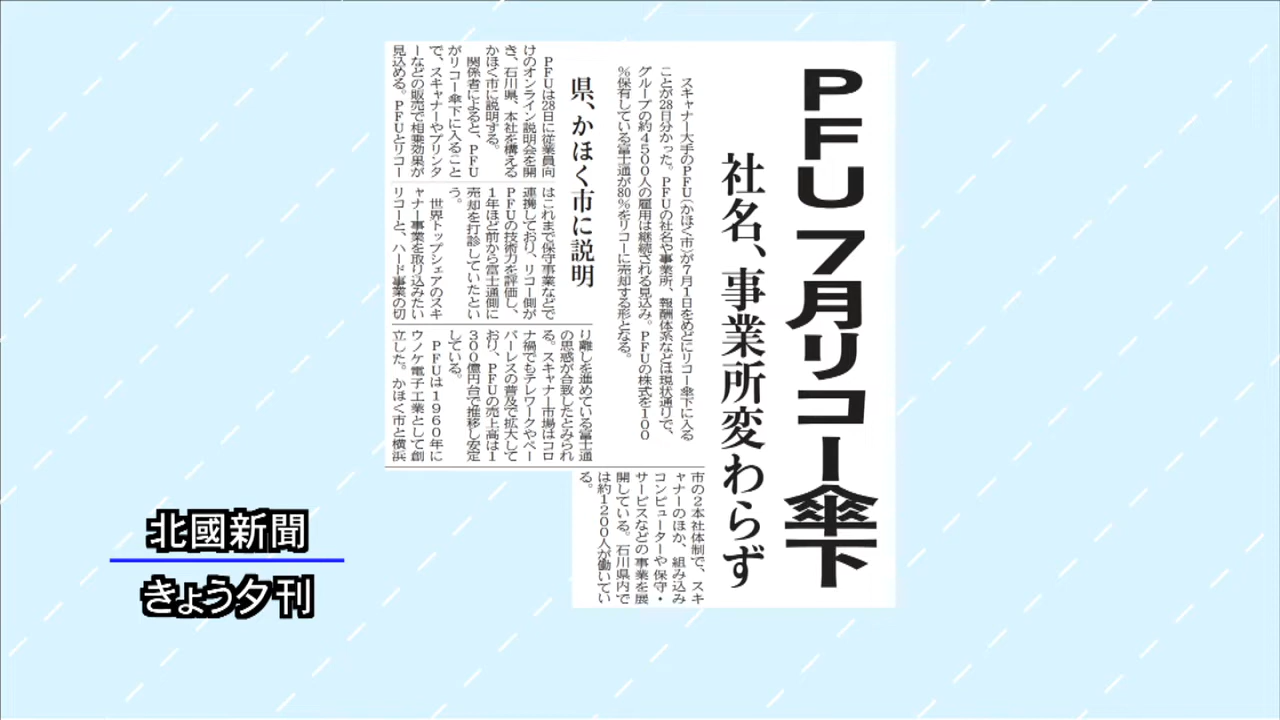 PFU 7月リコー傘下
社名、事業所変わらず
スキャナー大手のPFU(かほく市)が7月1日をめどにリコー傘下に入る
ことが28日分かった。PFUの社名や事業所、報酬体系などは現状通りで、
グループの約4500人の雇用は継続される見込み。PFUの株式を100
%保有している富士通が80%をリコーに売却する形となる。
県、かほく市に説明
PFUは28日に従業員向
けのオンライン説明会を開
き、石川県、本社を構える
かほく市に説明する。
関係者によると、PFU
がリコー傘下に入ること
で、スキャナーやプリンタ
ーなどの販売で相乗効果が
見込める。PFUとリコー
はこれまで保守事業などで
連携しており、リコー側が
PFUの技術力を評価し、
1年ほど前から富士通側に
売却を打診していたとい
う。
世界トップシェアのスキ
ャナー事業を取り込みたい
リコーと、ハード事業の切
り離しを進めている富士通
の思惑が合致したとみられ
る。スキャナー市場はコロ
ナ禍でもテレワークやペー
パーレスの普及で拡大して
おり、PFUの売上高は1
300億円台で推移し安定
している。
PFUは1960年に
ウノケ電子工業として創
立した。かほく市と横浜
市の2本社体制で、スキ
ャナーのほか、組み込み
コンピューターや保守・
サービスなどの事業を展
開している。石川県内で
は約1200人が働いてい
る。
北國新聞
きょう夕刊